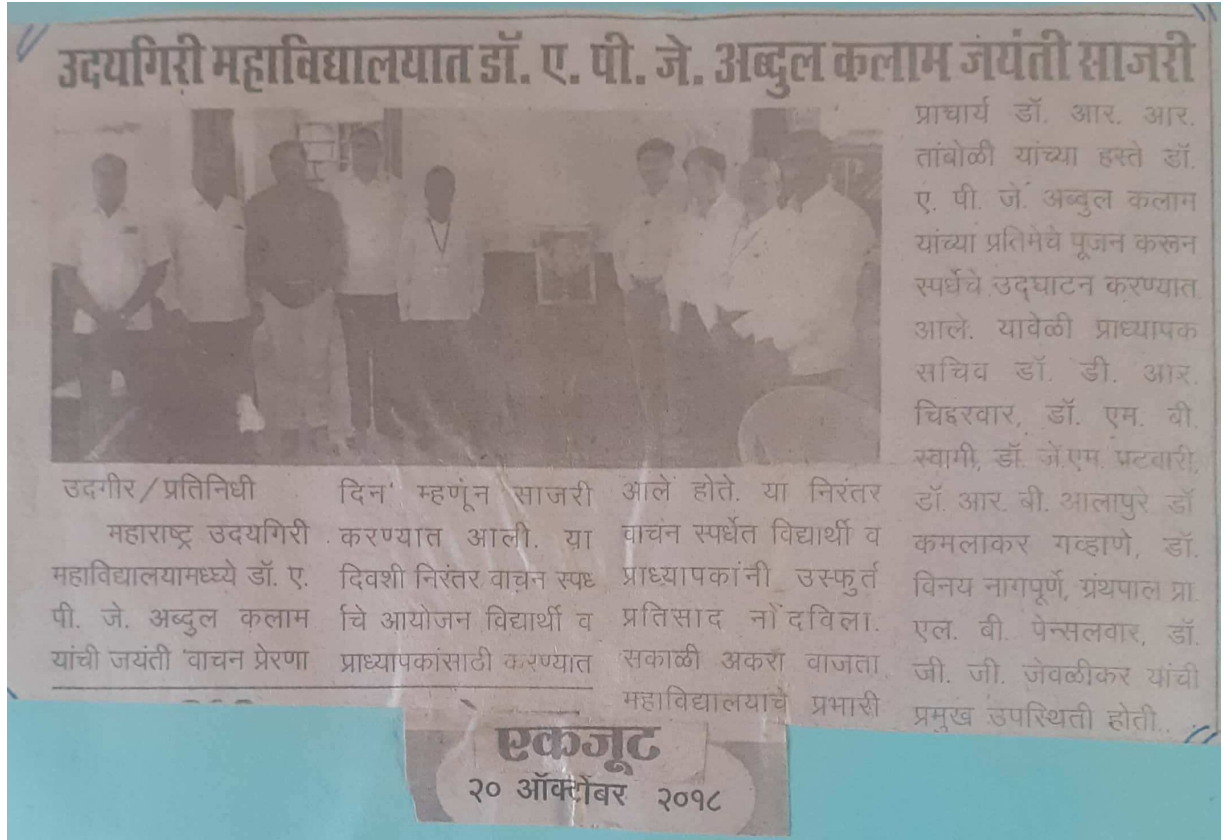 उदयगिरी महाविद्यालयात डॉ. ए. पी. जे. अब्दुल कलाम जयंती साजरी
उदगीर/प्रतिनिधी
महाराष्ट्र उदयगिरी
महाविद्यालयामध्ये डॉ. ए.
पी. जे. अब्दुल कलाम
यांची जयंती 'वाचन प्रेरणा
दिन' म्हणून साजरी
करण्यात आली. या
दिवशी निरंतर वाचन स्पर्ध
ेचे आयोजन विद्यार्थी व
प्राध्यापकांसाठी करण्यात
आले होते. या निरंतर
वाचन स्पर्धेत विद्यार्थी व
प्राध्यापकांनी उस्फुर्त
प्रतिसाद नोंदविला.
सकाळी अकरा वाजता
महाविद्यालयाचे प्रभारी
प्राचार्य डॉ. आर. आर.
तांबोळी यांच्या हस्ते डॉ.
ए. पी. जे. अब्दुल कलाम
यांच्या प्रतिमेचे पूजन करून
स्पर्धेचे उद्घाटन करण्यात
आले. यावेळी प्राध्यापक
सचिव डॉ. डी. आर.
चिद्दरवार, डॉ. एम. बी.
स्वामी, डॉ. जे.एम. पटवारी,
डॉ आर. बी. आलापुरे डॉ
कमलाकर गव्हाणे, डॉ.
विनय नागपूर्णे, ग्रंथपाल प्रा.
एल. बी. पेन्सलवार, डॉ.
जी. जी. जेवळीकर यांची
प्रमुख उपस्थिती होती.
एकजूट
२० ऑक्टोबर २०१८